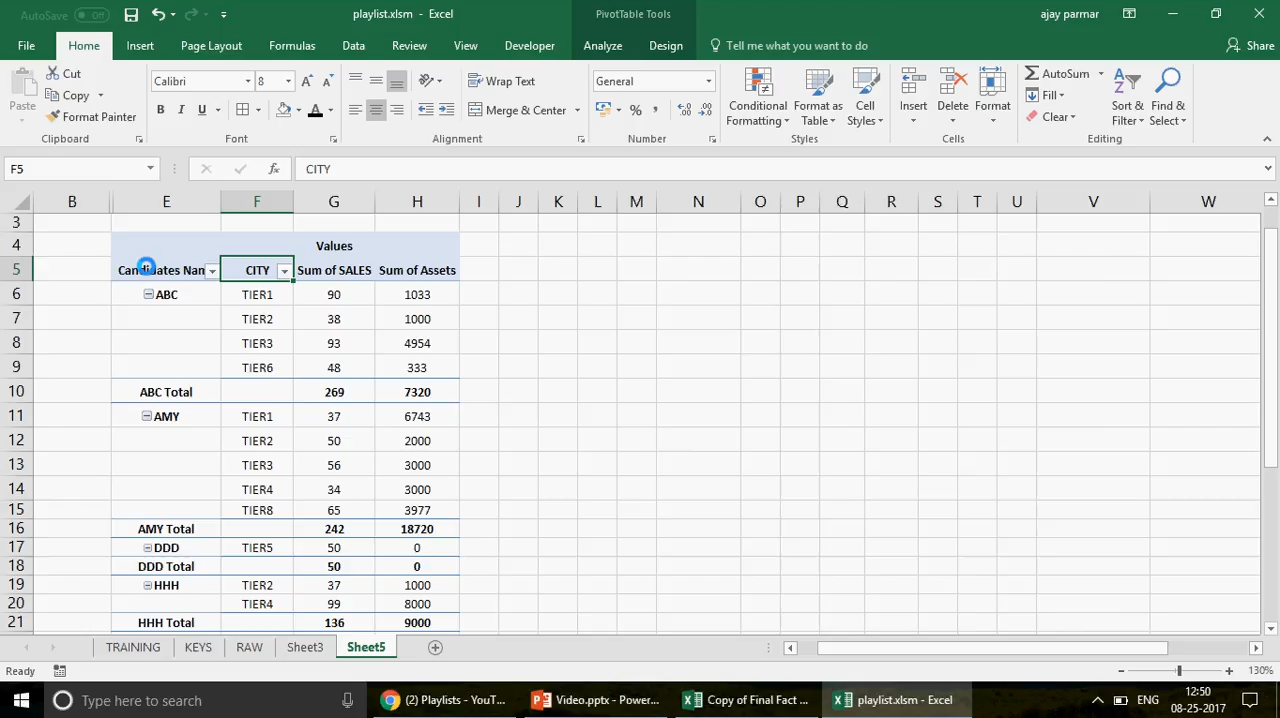 AutoSave Off playlist.xlsm - Excel PivotTable Tools ajay parmar
File Home Insert Page Layout Formulas Data Review View Developer Analyze Design Tell me what you want to do Share
Paste
Cut
Copy
Format Painter
Clipboard
Calibri 8
B I U
Font
Wrap Text
Merge & Center
Alignment
General
%
Number
Conditional Formatting
Format as Table
Cell Styles
Styles
Insert Delete Format
Cells
AutoSum
Fill
Clear
Sort & Filter
Find & Select
Editing
F5 fx CITY
B E F G H I J K L M N O P Q R S T U V W
3
4 Values
5 Candidates Nan CITY Sum of SALES Sum of Assets
6 ABC TIER1 90 1033
7 TIER2 38 1000
8 TIER3 93 4954
9 TIER6 48 333
10 ABC Total 269 7320
11 AMY TIER1 37 6743
12 TIER2 50 2000
13 TIER3 56 3000
14 TIER4 34 3000
15 TIER8 65 3977
16 AMY Total 242 18720
17 DDD TIER5 50 0
18 DDD Total 50 0
19 HHH TIER2 37 1000
20 TIER4 99 8000
21 HHH Total 136 9000
TRAINING KEYS RAW Sheet3 Sheet5
Ready 130%
Type here to search (2) Playlists - YouT... Video.pptx - Power... Copy of Final Fact ... playlist.xlsm - Excel ENG 12:50
08-25-2017